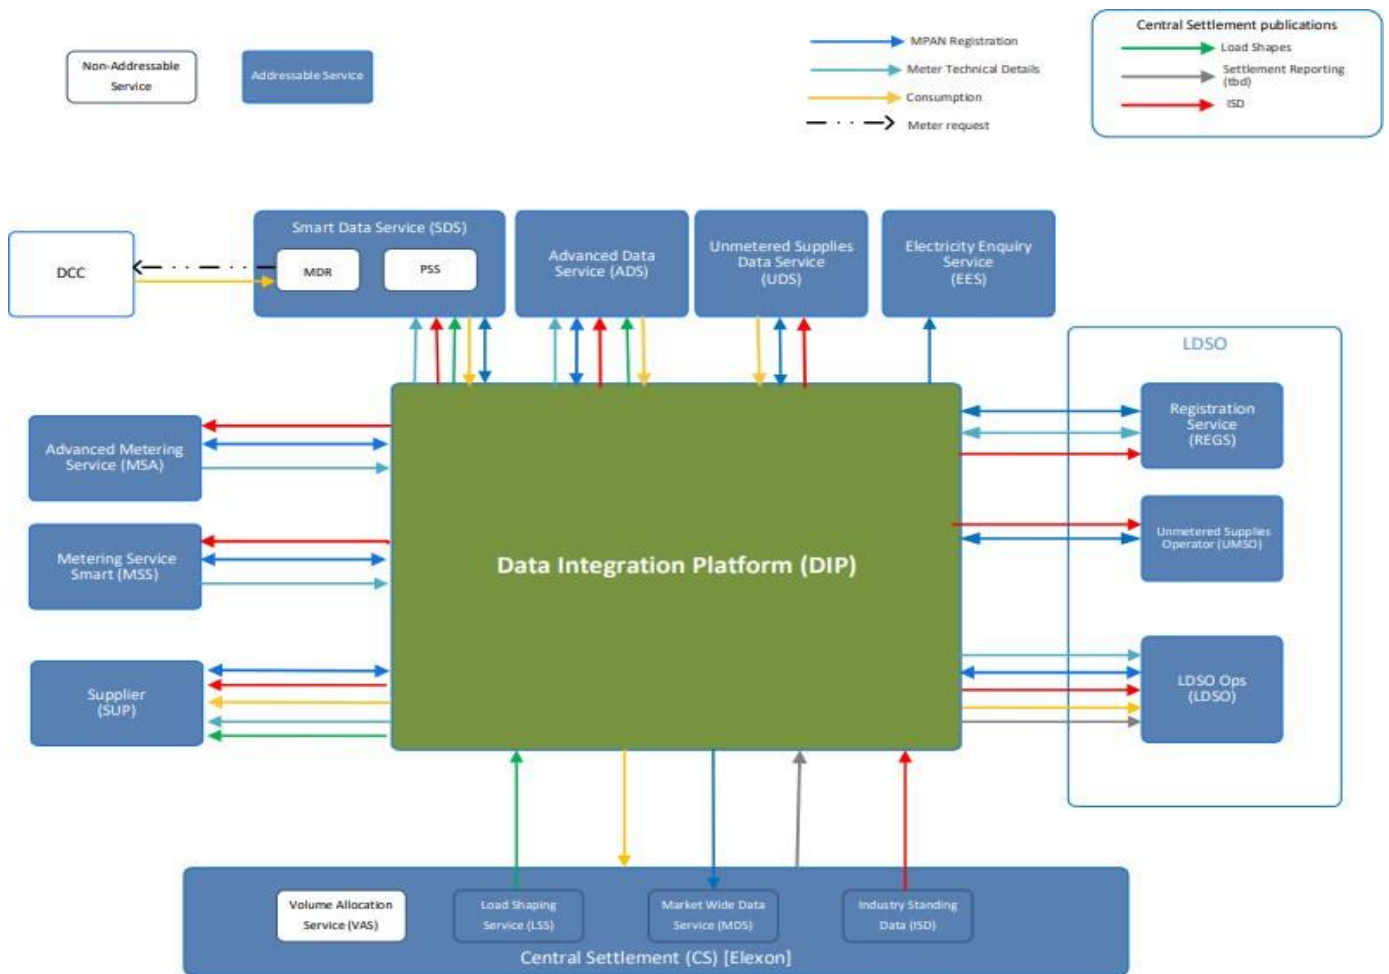 Non-Addressable
Service
Addressable Service
MPAN Registration
Meter Technical Details
Consumption
Meter request
Central Settlement publications
Load Shapes
Settlement Reporting
(tbd)
ISD
DCC
Smart Data Service (SDS)
MDR
PSS
Advanced Data
Service (ADS)
Unmetered Supplies
Data Service
(UDS)
Electricity Enquiry
Service
(EES)
LDSO
Registration
Service
(REGS)
Unmetered Supplies
Operator (UMSO)
LDSO Ops
(LDSO)
Advanced Metering
Service (MSA)
Metering Service
Smart (MSS)
Supplier
(SUP)
Data Integration Platform (DIP)
Volume Allocation
Service (VAS)
Load Shaping
Service (LSS)
Market Wide Data
Service (MDS)
Industry Standing
Data (ISD)
Central Settlement (CS) [Elexon]